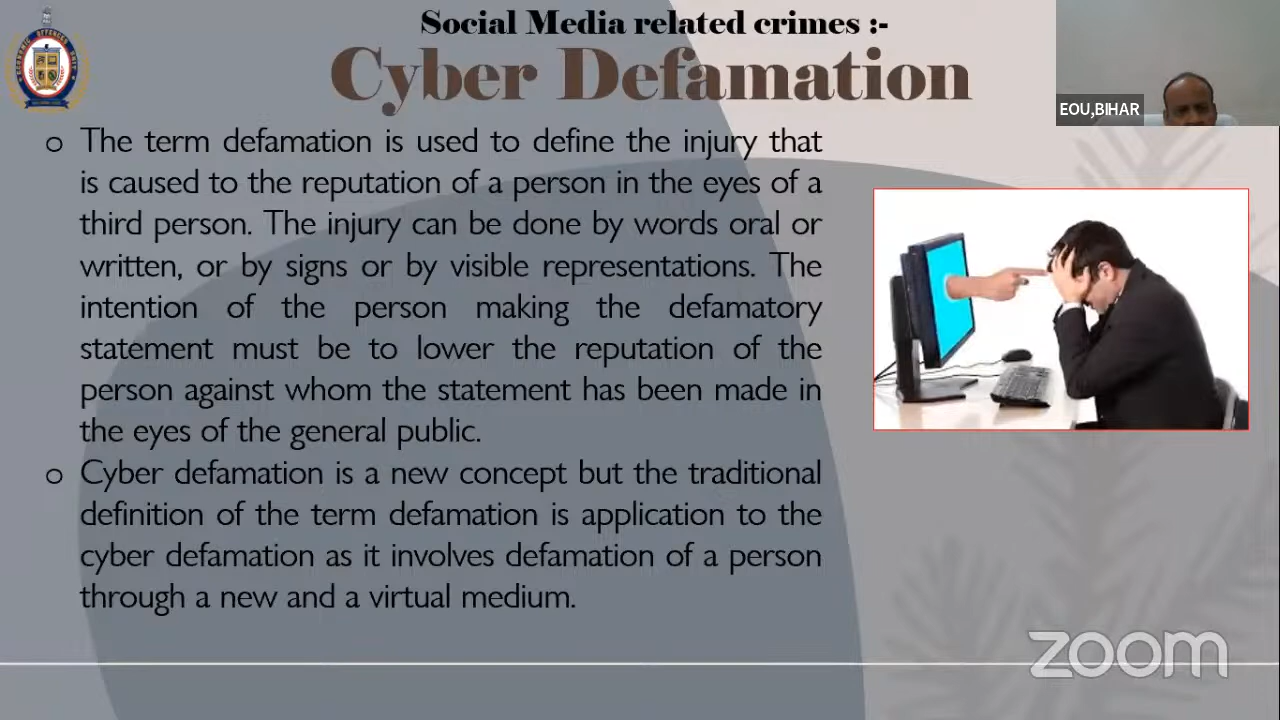 Social Media related crimes :-
Cyber Defamation
EOU,BIHAR
o The term defamation is used to define the injury that
is caused to the reputation of a person in the eyes of a
third person. The injury can be done by words oral or
written, or by signs or by visible representations. The
intention of the person making the defamatory
statement must be to lower the reputation of the
person against whom the statement has been made in
the eyes of the general public.
o Cyber defamation is a new concept but the traditional
definition of the term defamation is application to the
cyber defamation as it involves defamation of a person
through a new and a virtual medium.
zoom